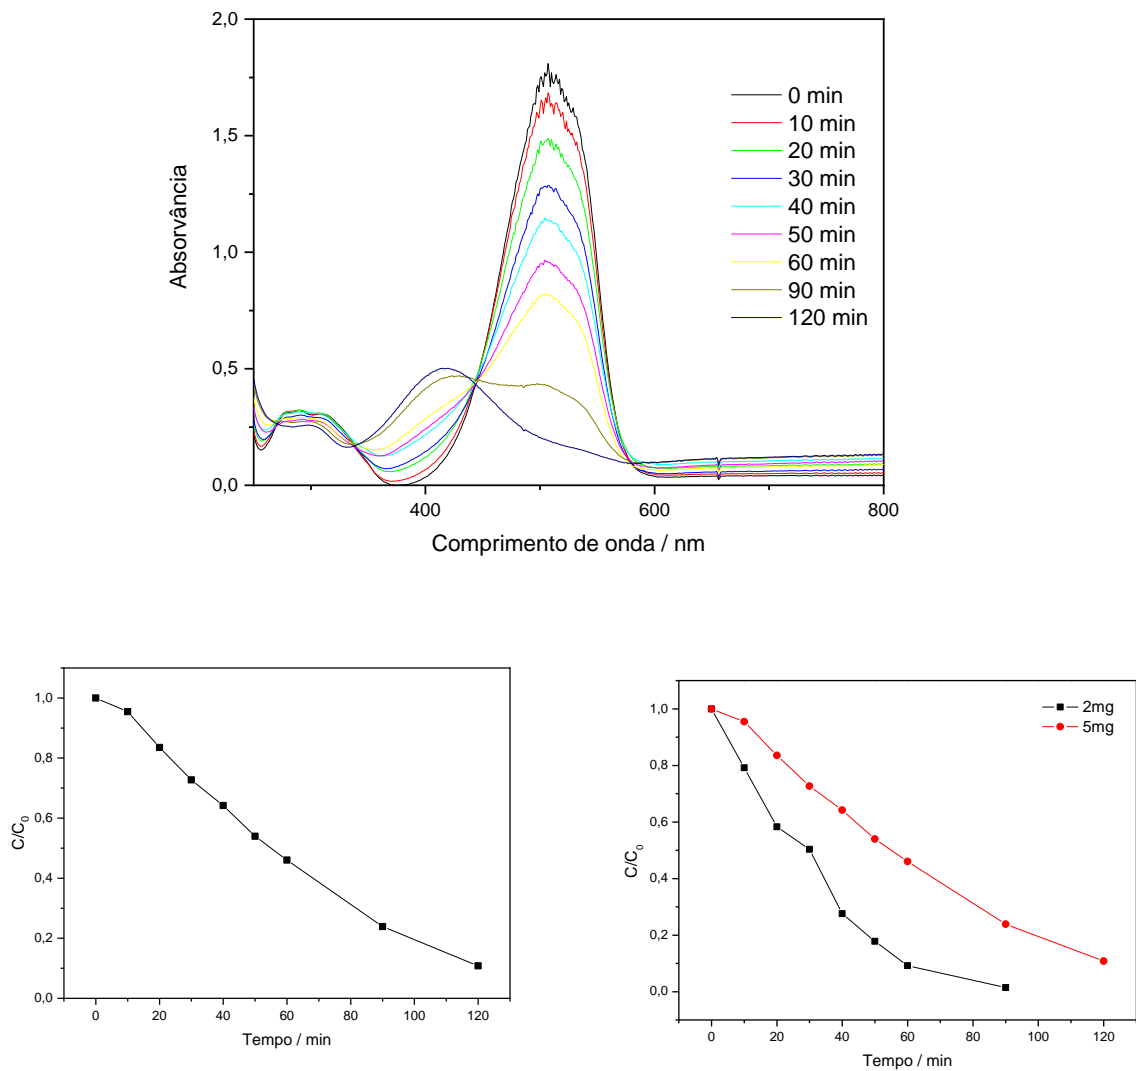 2,0
1,5
1,0
0,5
0,0
Absorvância
400
600
800
Comprimento de onda / nm
0 min
10 min
20 min
30 min
40 min
50 min
60 min
90 min
120 min
1,0
0,8
0,6
0,4
0,2
0,0
C/C0
0
20
40
60
80
100
120
Tempo / min
1,0
0,8
0,6
0,4
0,2
0,0
C/C0
0
20
40
60
80
100
120
Tempo / min
2mg
5mg